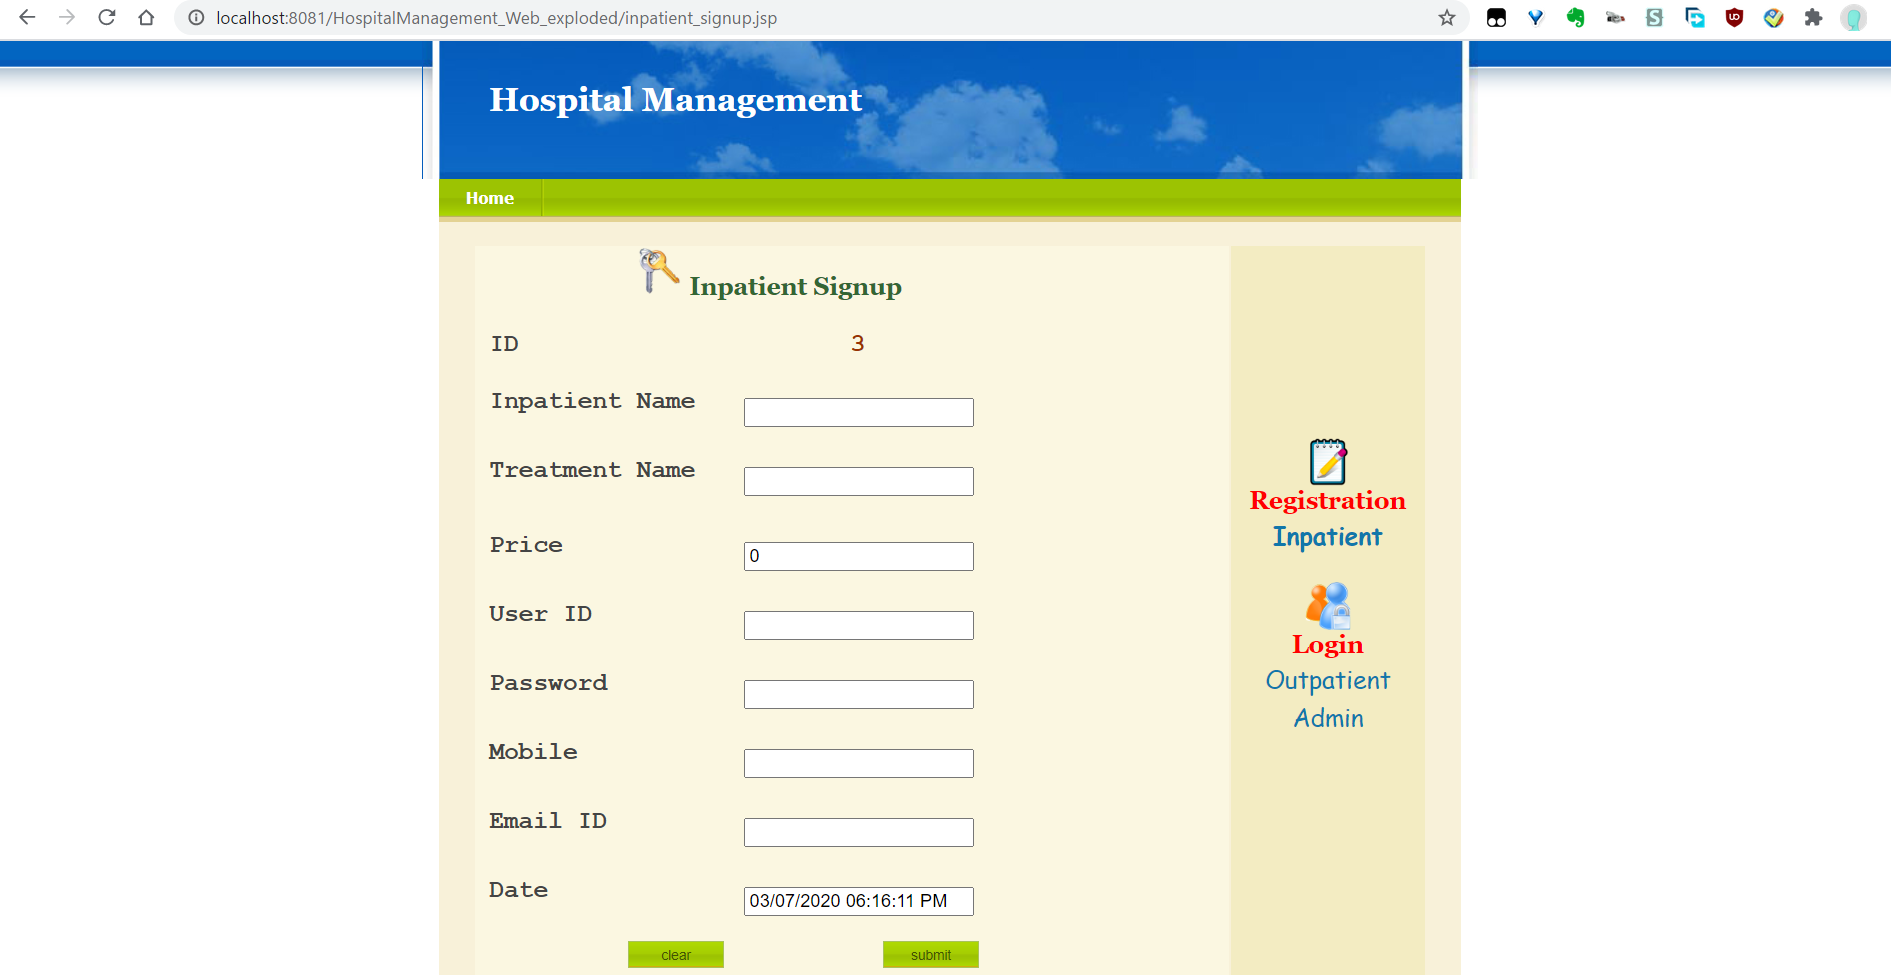 localhost:8081/HospitalManagement_Web_exploded/inpatient_signup.jsp
Hospital Management
Home
Inpatient Signup
ID 3
Inpatient Name
Treatment Name
Price 0
User ID
Password
Mobile
Email ID
Date 03/07/2020 06:16:11 PM
clear submit
Registration
Inpatient
Login
Outpatient
Admin